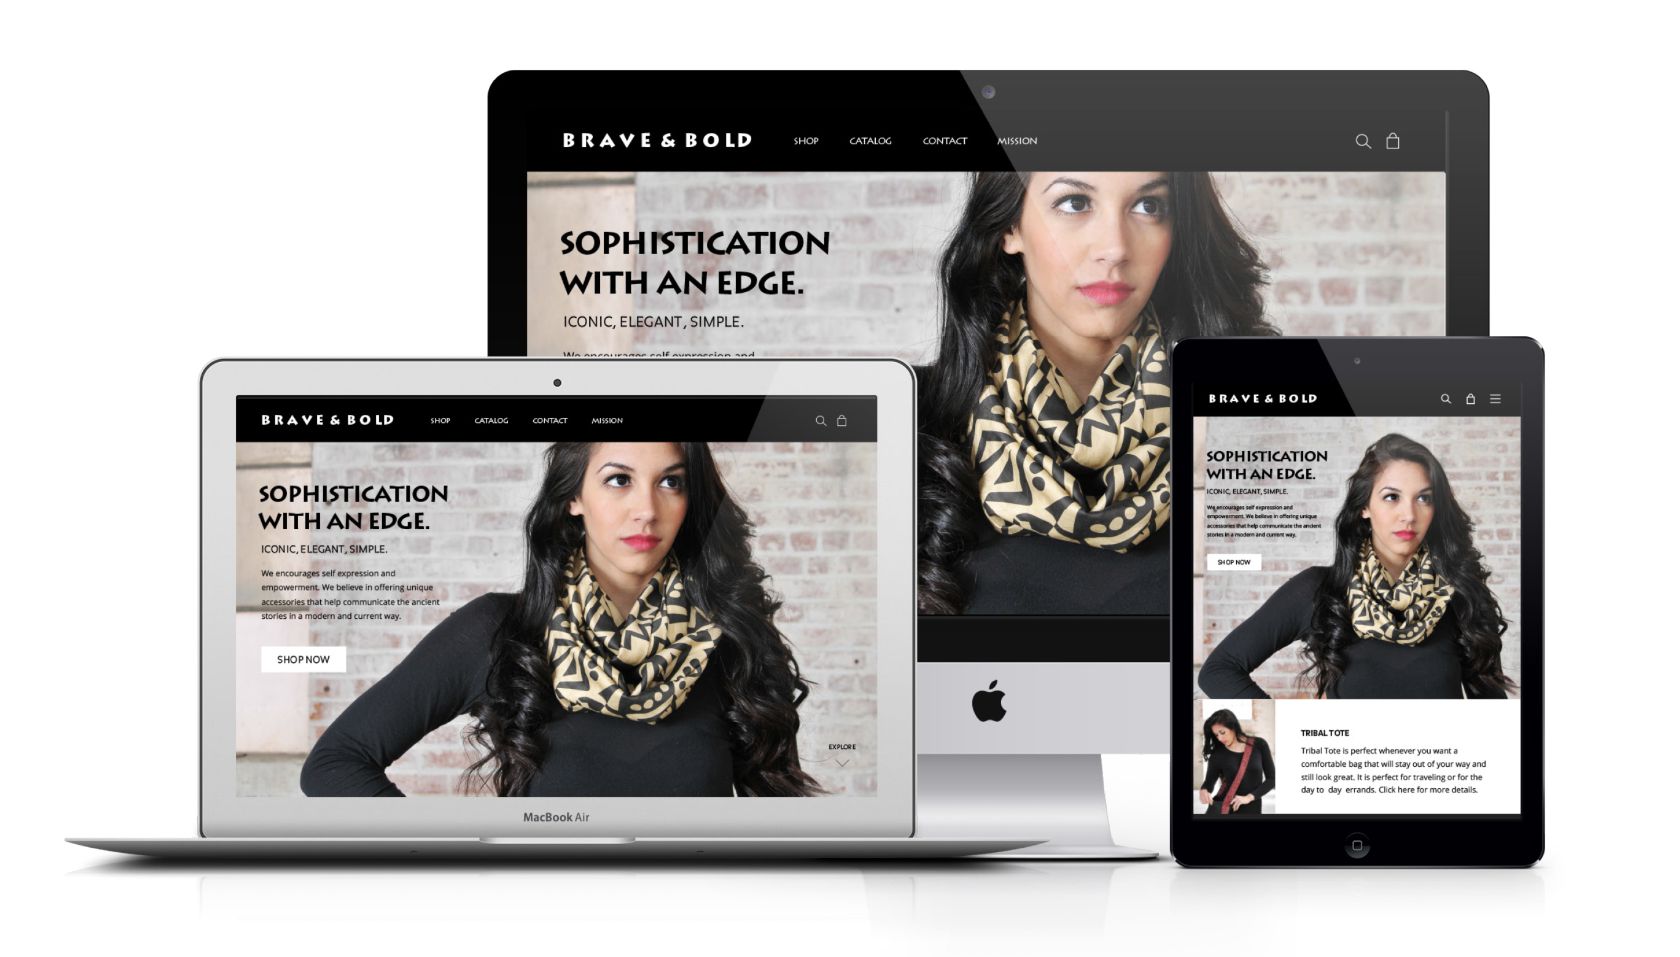 BRAVE & BOLD SHOP CATALOG CONTACT MISSION
SOPHISTICATION
WITH AN EDGE.
ICONIC, ELEGANT, SIMPLE.
We encourages self expression and
BRAVE & BOLD SHOP CATALOG CONTACT MISSION
SOPHISTICATION
WITH AN EDGE.
ICONIC, ELEGANT, SIMPLE.
We encourages self expression and
empowerment. We believe in offering unique
accessories that help communicate the ancient
stories in a modern and current way.
SHOP NOW
EXPLORE
MacBook Air
BRAVE & BOLD
SOPHISTICATION
WITH AN EDGE.
ICONIC, ELEGANT, SIMPLE.
We encourages self expression and
empowerment. We believe in offering unique
accessories that help communicate the ancient
stories in a modern and current way.
SHOP NOW
TRIBAL TOTE
Tribal Tote is perfect whenever you want a
comfortable bag that will stay out of your way and
still look great. It is perfect for traveling or for the
day to day errands. Click here for more details.